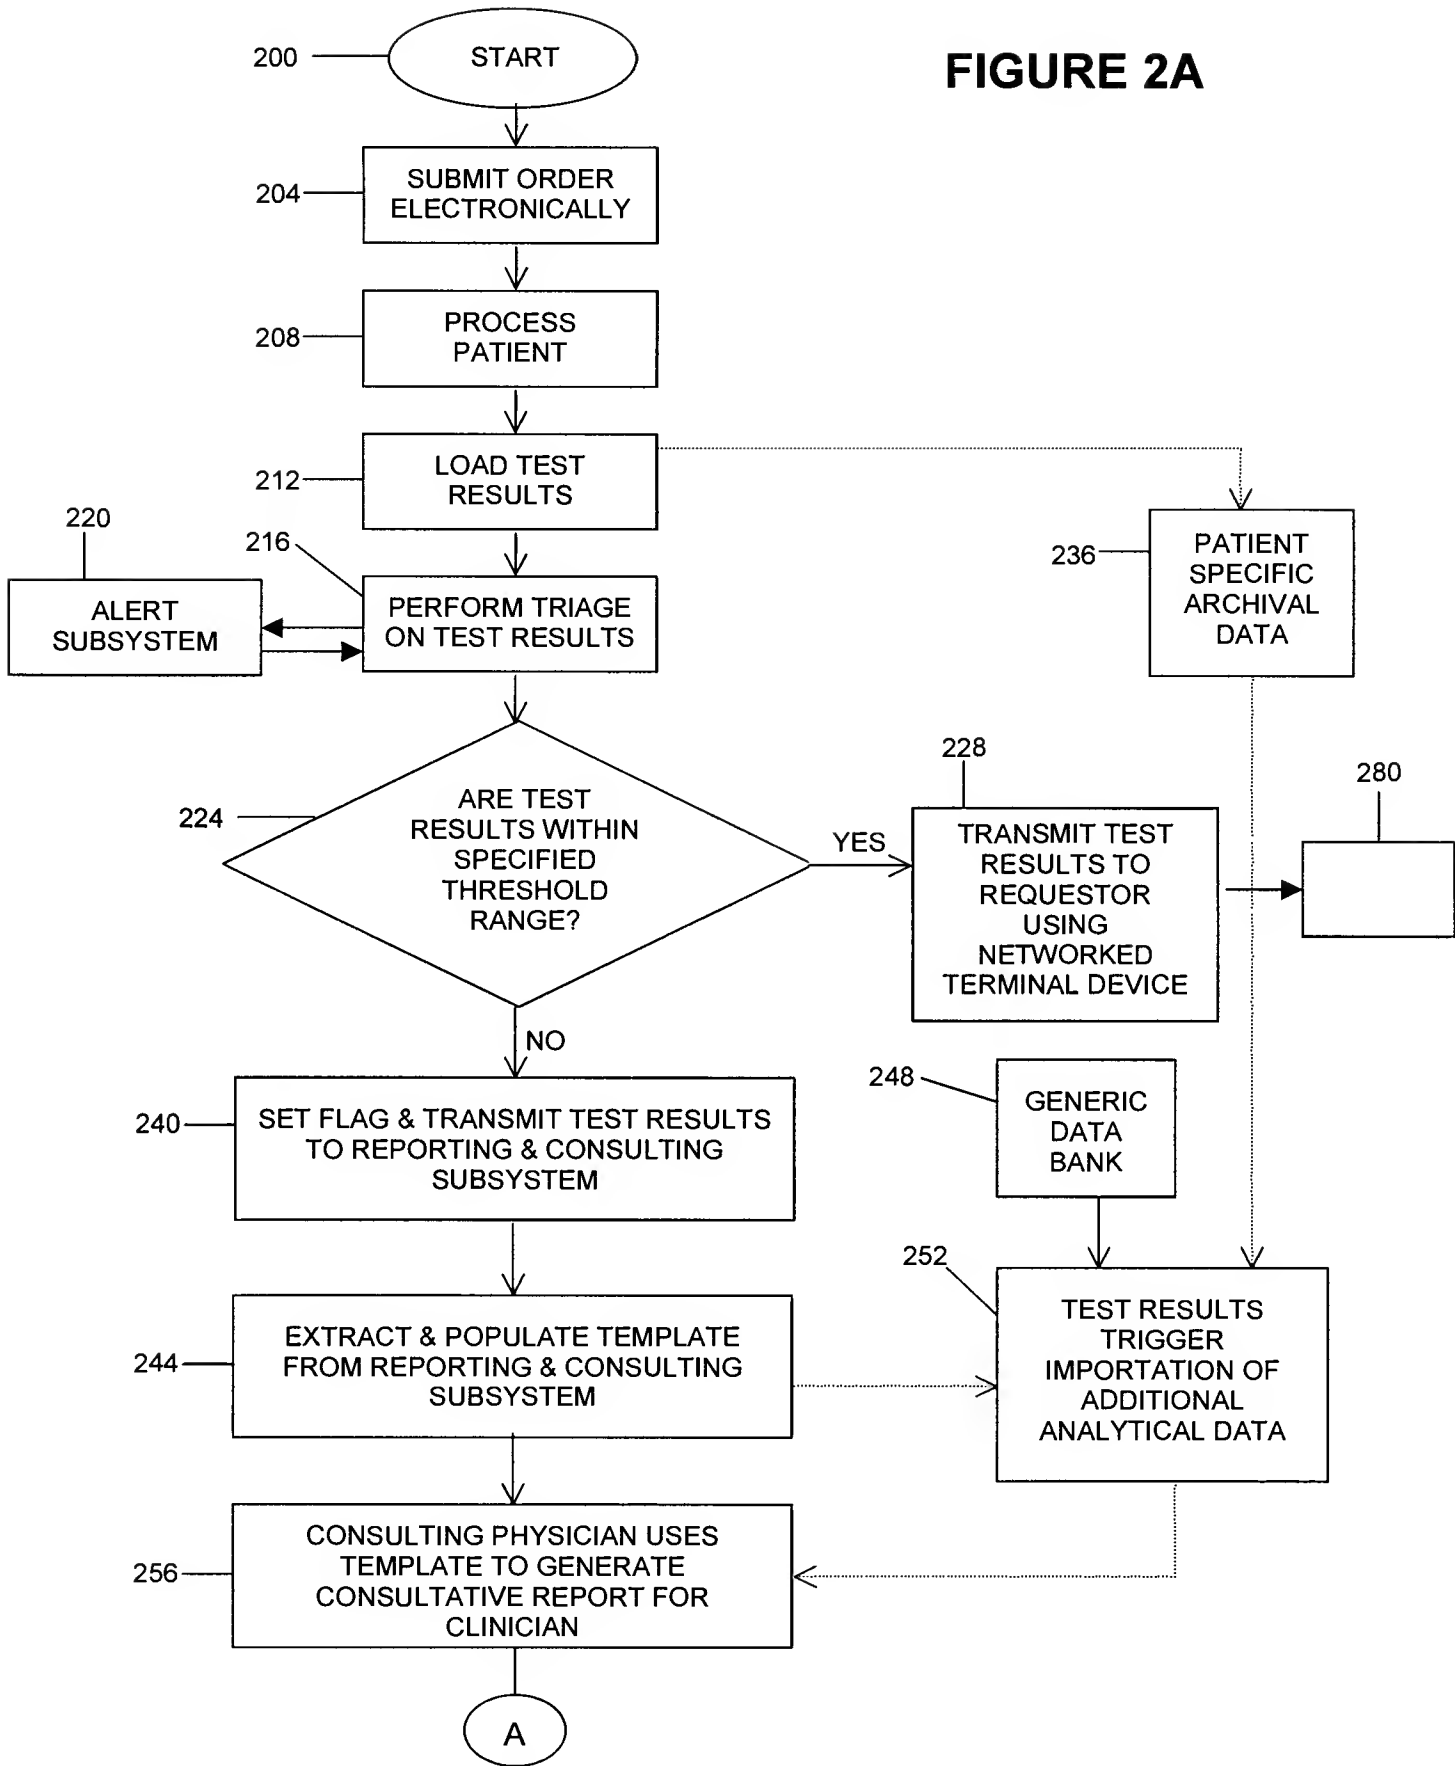 FIGURE 2A
200
START
204
SUBMIT ORDER
ELECTRONICALLY
208
PROCESS
PATIENT
212
LOAD TEST
RESULTS
220
216
ALERT
SUBSYSTEM
PERFORM TRIAGE
ON TEST RESULTS
236
PATIENT
SPECIFIC
ARCHIVAL
DATA
224
ARE TEST
RESULTS WITHIN
SPECIFIED
THRESHOLD
RANGE?
YES
228
TRANSMIT TEST
RESULTS TO
REQUESTOR
USING
NETWORKED
TERMINAL DEVICE
280
NO
240
SET FLAG & TRANSMIT TEST RESULTS
TO REPORTING & CONSULTING
SUBSYSTEM
248
GENERIC
DATA
BANK
244
EXTRACT & POPULATE TEMPLATE
FROM REPORTING & CONSULTING
SUBSYSTEM
252
TEST RESULTS
TRIGGER
IMPORTATION OF
ADDITIONAL
ANALYTICAL DATA
256
CONSULTING PHYSICIAN USES
TEMPLATE TO GENERATE
CONSULTATIVE REPORT FOR
CLINICIAN
A